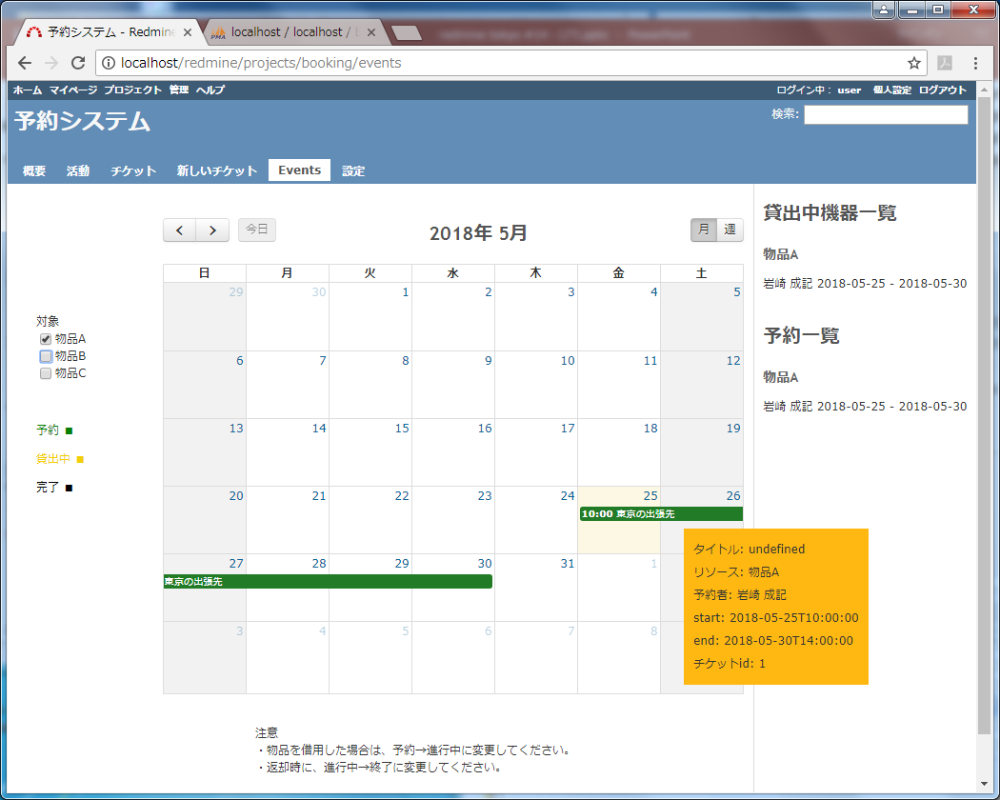 予約システム - Redmine
localhost / localhost /
localhost/redmine/projects/booking/events
ホーム マイページ プロジェクト 管理 ヘルプ
ログイン中: user 個人設定 ログアウト
予約システム
検索:
概要 活動 チケット 新しいチケット Events 設定
今日
2018年 5月
月 週
日 月 火 水 木 金 土
29 30 1 2 3 4 5
6 7 8 9 10 11 12
13 14 15 16 17 18 19
20 21 22 23 24 25 26
10:00 東京の出張先
27 28 29 30 31 1
東京の出張先
3 4 5 6 7 8
対象
物品A
物品B
物品C
予約 ■
貸出中 ■
完了 ■
タイトル: undefined
リソース: 物品A
予約者: 岩崎 成記
start: 2018-05-25T10:00:00
end: 2018-05-30T14:00:00
チケットid: 1
注意
・物品を借用した場合は、予約→進行中に変更してください。
・返却時に、進行中→終了に変更してください。
貸出中機器一覧
物品A
岩崎 成記 2018-05-25 - 2018-05-30
予約一覧
物品A
岩崎 成記 2018-05-25 - 2018-05-30